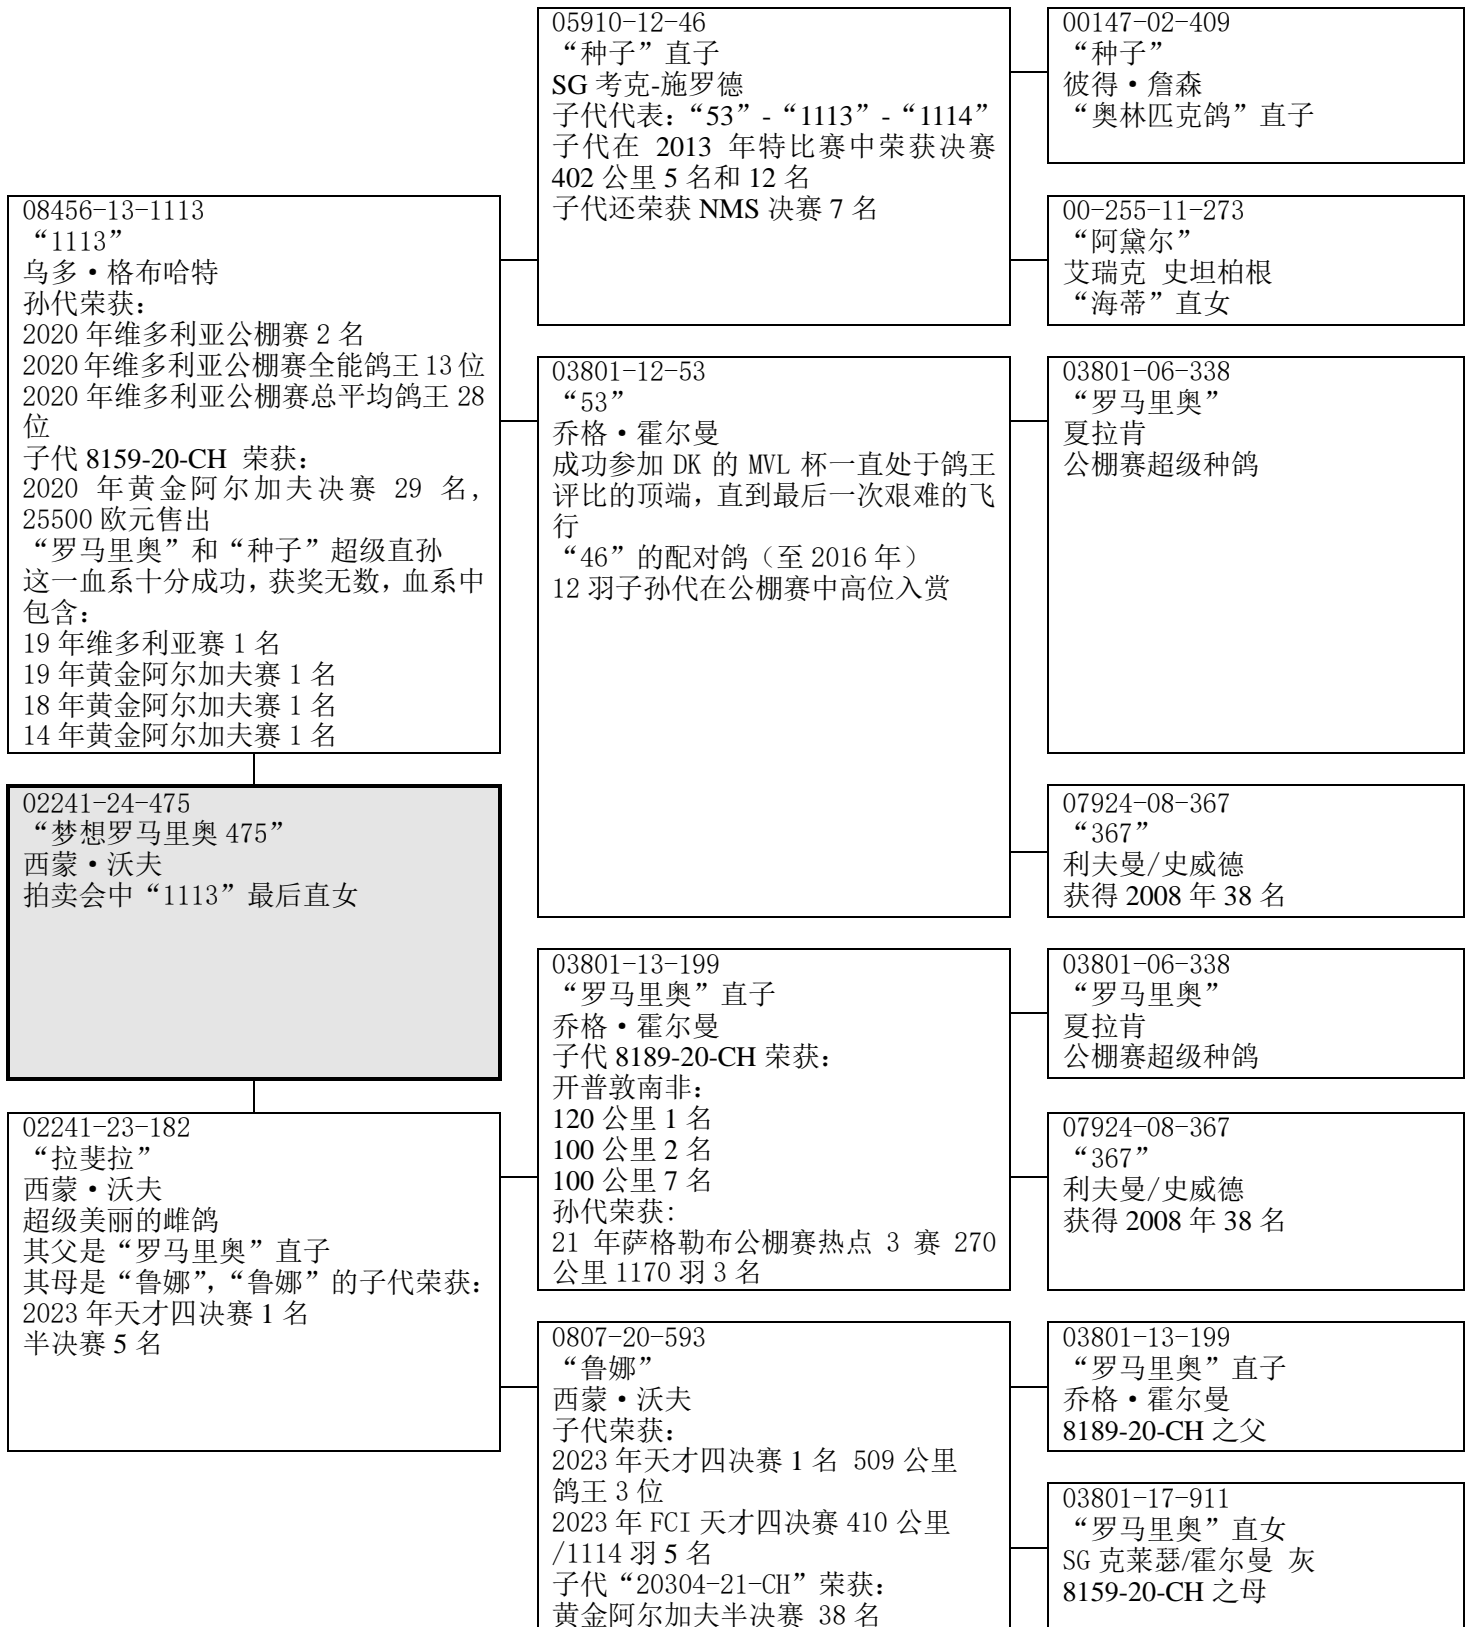 08456-13-1113
“1113”
乌多·格布哈特
孙代荣获：
2020 年维多利亚公棚赛 2 名
2020 年维多利亚公棚赛全能鸽王 13 位
2020 年维多利亚公棚赛总平均鸽王 28
位
子代 8159-20-CH 荣获：
2020 年黄金阿尔加夫决赛 29 名，
25500 欧元售出
“罗马里奥”和“种子”超级直孙
这一血系十分成功，获奖无数，血系中
包含：
19 年维多利亚赛 1 名
19 年黄金阿尔加夫赛 1 名
18 年黄金阿尔加夫赛 1 名
14 年黄金阿尔加夫赛 1 名
02241-24-475
“梦想罗马里奥 475”
西蒙·沃夫
拍卖会中“1113”最后直女
02241-23-182
“拉斐拉”
西蒙·沃夫
超级美丽的雌鸽
其父是“罗马里奥”直子
其母是“鲁娜”，“鲁娜”的子代荣获：
2023 年天才四决赛 1 名
半决赛 5 名
05910-12-46
“种子”直子
SG 考克-施罗德
子代代表：“53”-“1113”-“1114”
子代在 2013 年特比赛中荣获决赛
402 公里 5 名和 12 名
子代还荣获 NMS 决赛 7 名
03801-12-53
“53”
乔格·霍尔曼
成功参加 DK 的 MVL 杯一直处于鸽王
评比的顶端，直到最后一次艰难的飞
行
“46”的配对鸽（至 2016 年）
12 羽子孙代在公棚赛中高位入赏
03801-13-199
“罗马里奥”直子
乔格·霍尔曼
子代 8189-20-CH 荣获：
开普敦南非：
120 公里 1 名
100 公里 2 名
100 公里 7 名
孙代荣获:
21 年萨格勒布公棚赛热点 3 赛 270
公里 1170 羽 3 名
0807-20-593
“鲁娜”
西蒙·沃夫
子代荣获：
2023 年天才四决赛 1 名 509 公里
鸽王 3 位
2023 年 FCI 天才四决赛 410 公里
/1114 羽 5 名
子代“20304-21-CH”荣获：
黄金阿尔加夫半决赛 38 名
00147-02-409
“种子”
彼得·詹森
“奥林匹克鸽”直子
00-255-11-273
“阿黛尔”
艾瑞克 史坦柏根
“海蒂”直女
03801-06-338
“罗马里奥”
夏拉肯
公棚赛超级种鸽
07924-08-367
“367”
利夫曼/史威德
获得 2008 年 38 名
03801-06-338
“罗马里奥”
夏拉肯
公棚赛超级种鸽
07924-08-367
“367”
利夫曼/史威德
获得 2008 年 38 名
03801-13-199
“罗马里奥”直子
乔格·霍尔曼
8189-20-CH 之父
03801-17-911
“罗马里奥”直女
SG 克莱瑟/霍尔曼 灰
8159-20-CH 之母